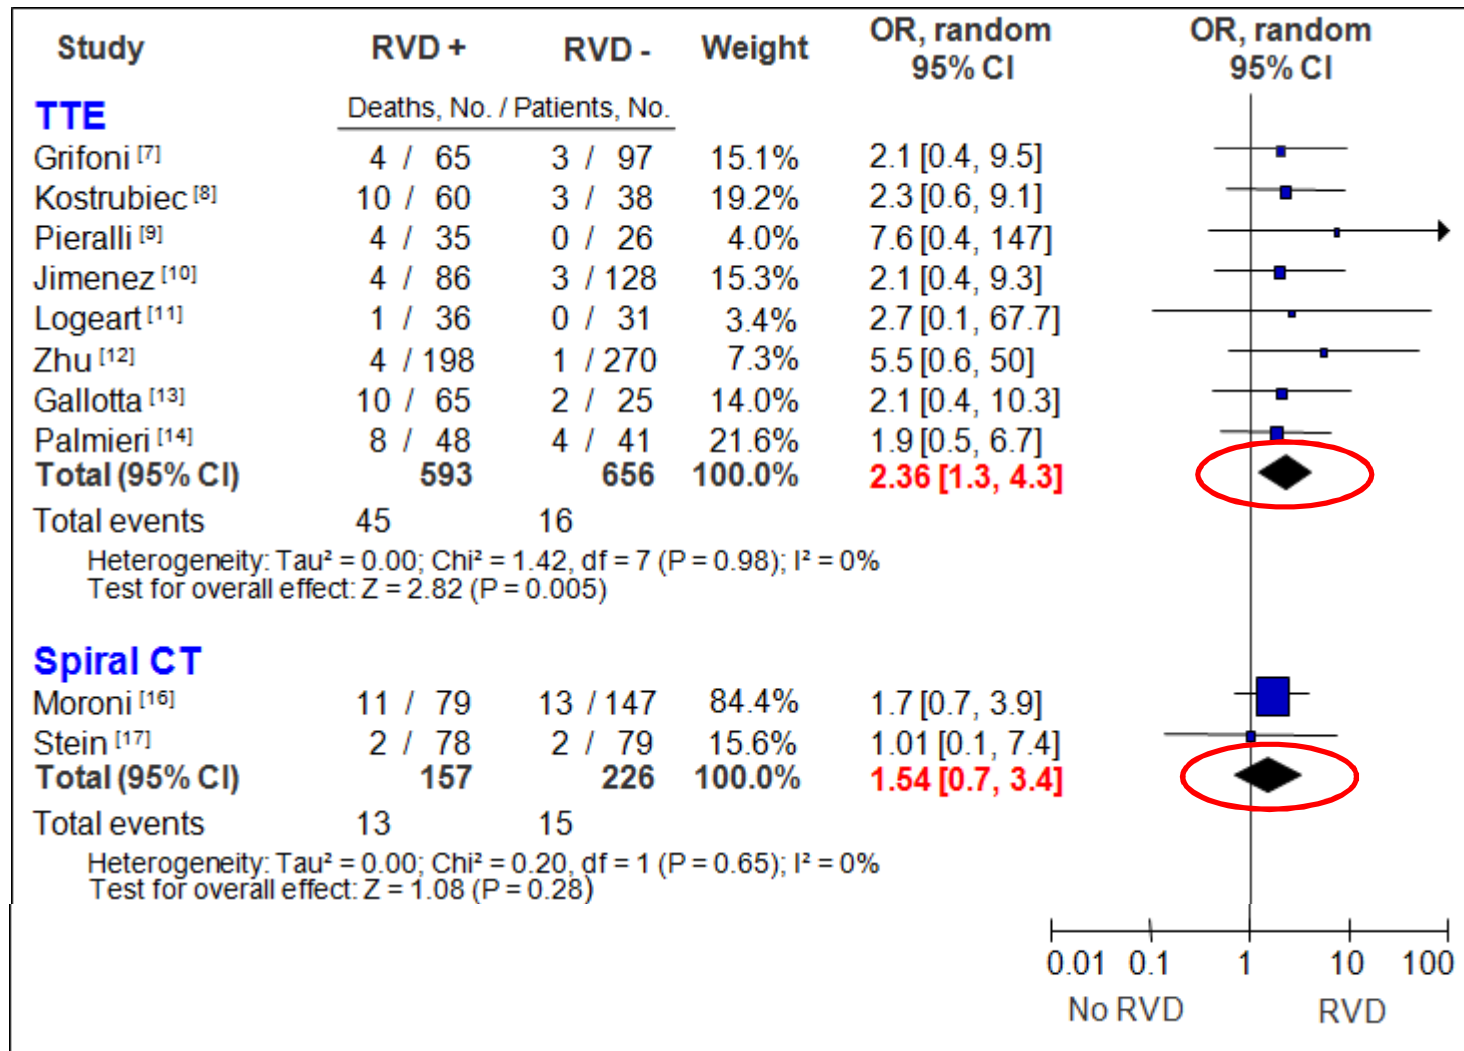 Study RVD + RVD - Weight OR, random 95% CI OR, random 95% CI
TTE Deaths, No. / Patients, No.
Grifoni [7] 4 / 65 3 / 97 15.1% 2.1 [0.4, 9.5]
Kostrubiec [8] 10 / 60 3 / 38 19.2% 2.3 [0.6, 9.1]
Pieralli [9] 4 / 35 0 / 26 4.0% 7.6 [0.4, 147]
Jimenez [10] 4 / 86 3 / 128 15.3% 2.1 [0.4, 9.3]
Logeart [11] 1 / 36 0 / 31 3.4% 2.7 [0.1, 67.7]
Zhu [12] 4 / 198 1 / 270 7.3% 5.5 [0.6, 50]
Gallotta [13] 10 / 65 2 / 25 14.0% 2.1 [0.4, 10.3]
Palmieri [14] 8 / 48 4 / 41 21.6% 1.9 [0.5, 6.7]
Total (95% CI) 593 656 100.0% 2.36 [1.3, 4.3]
Total events 45 16
Heterogeneity: Tau² = 0.00; Chi² = 1.42, df = 7 (P = 0.98); I² = 0%
Test for overall effect: Z = 2.82 (P = 0.005)
Spiral CT
Moroni [16] 11 / 79 13 / 147 84.4% 1.7 [0.7, 3.9]
Stein [17] 2 / 78 2 / 79 15.6% 1.01 [0.1, 7.4]
Total (95% CI) 157 226 100.0% 1.54 [0.7, 3.4]
Total events 13 15
Heterogeneity: Tau² = 0.00; Chi² = 0.20, df = 1 (P = 0.65); I² = 0%
Test for overall effect: Z = 1.08 (P = 0.28)
0.01 0.1 1 10 100
No RVD RVD